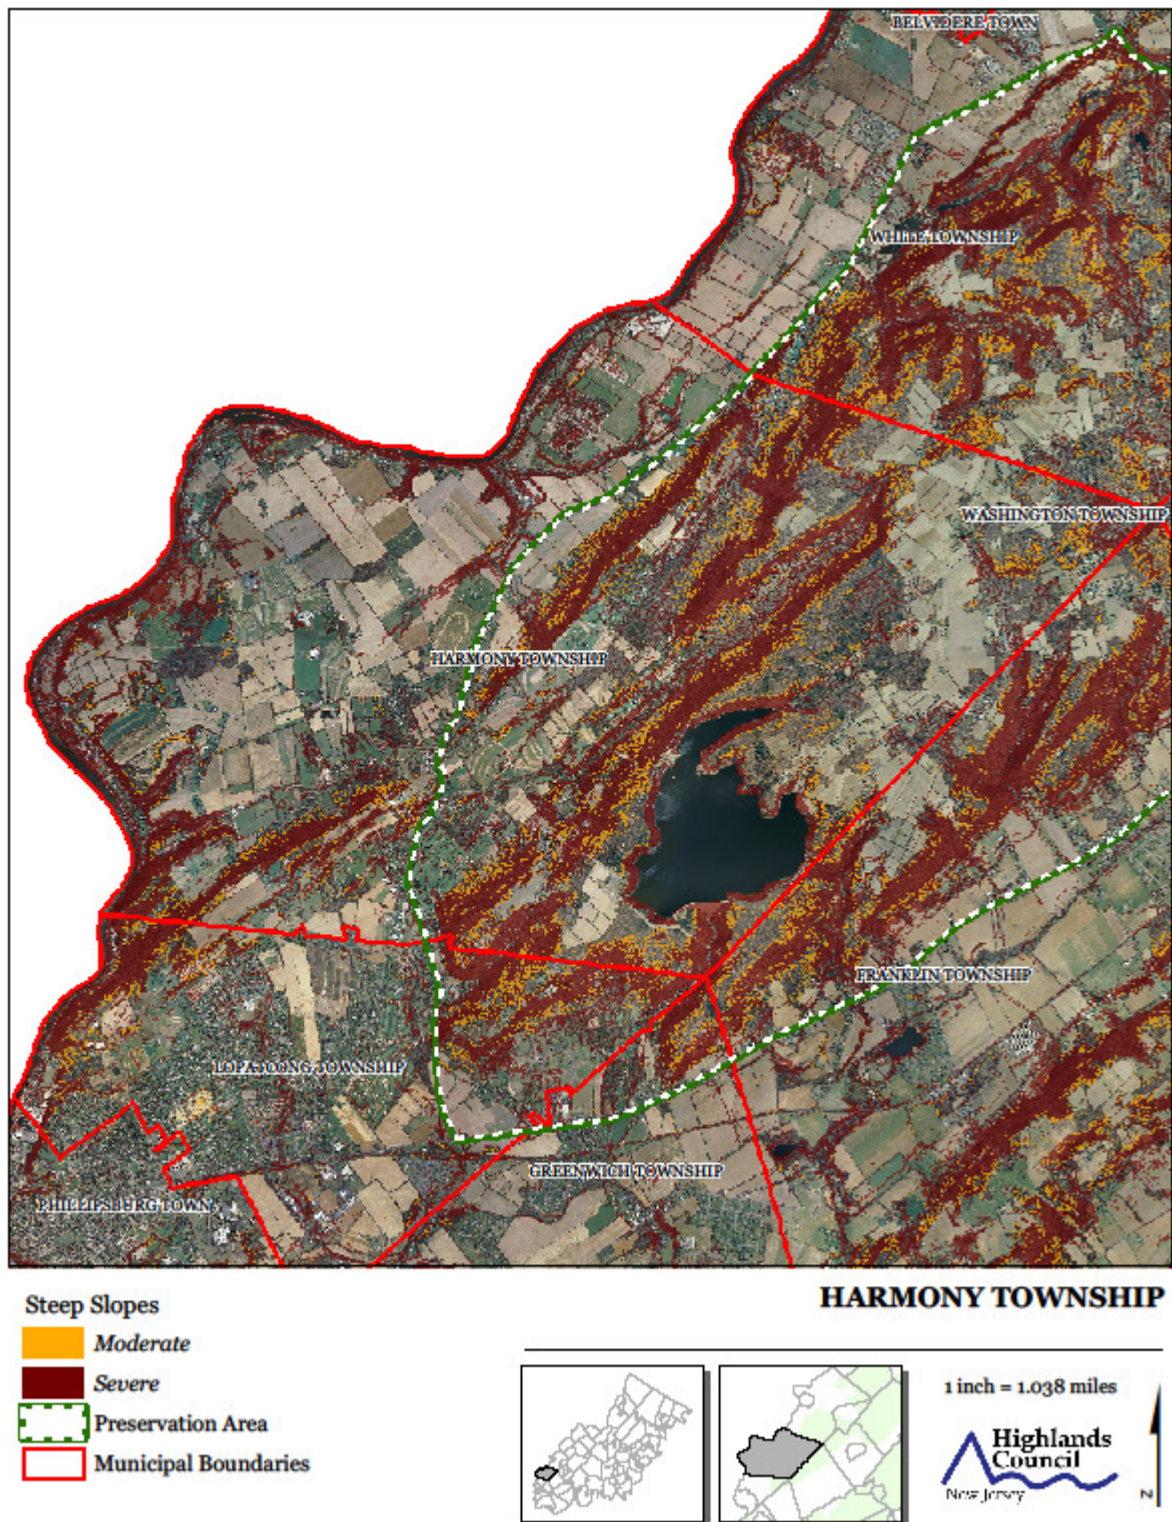 BELVIDERE TOWN
WHITE TOWNSHIP
WASHINGTON TOWNSHIP
HARMONY TOWNSHIP
FRANKLIN TOWNSHIP
LOPATCONG TOWNSHIP
GREENWICH TOWNSHIP
PHILLIPSBURG TOWN
HARMONY TOWNSHIP
Steep Slopes
Moderate
Severe
Preservation Area
Municipal Boundaries
1 inch = 1.038 miles
Highlands
Council
New Jersey
N